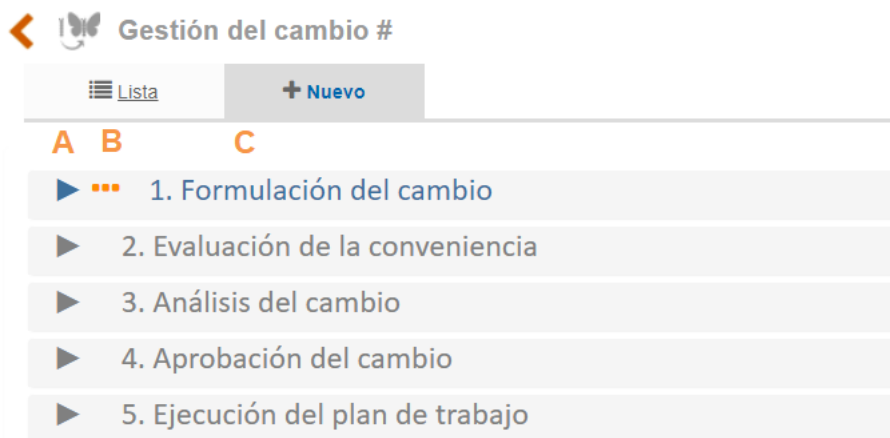 Gestión del cambio #
Lista
Nuevo
A B C
1. Formulación del cambio
2. Evaluación de la conveniencia
3. Análisis del cambio
4. Aprobación del cambio
5. Ejecución del plan de trabajo